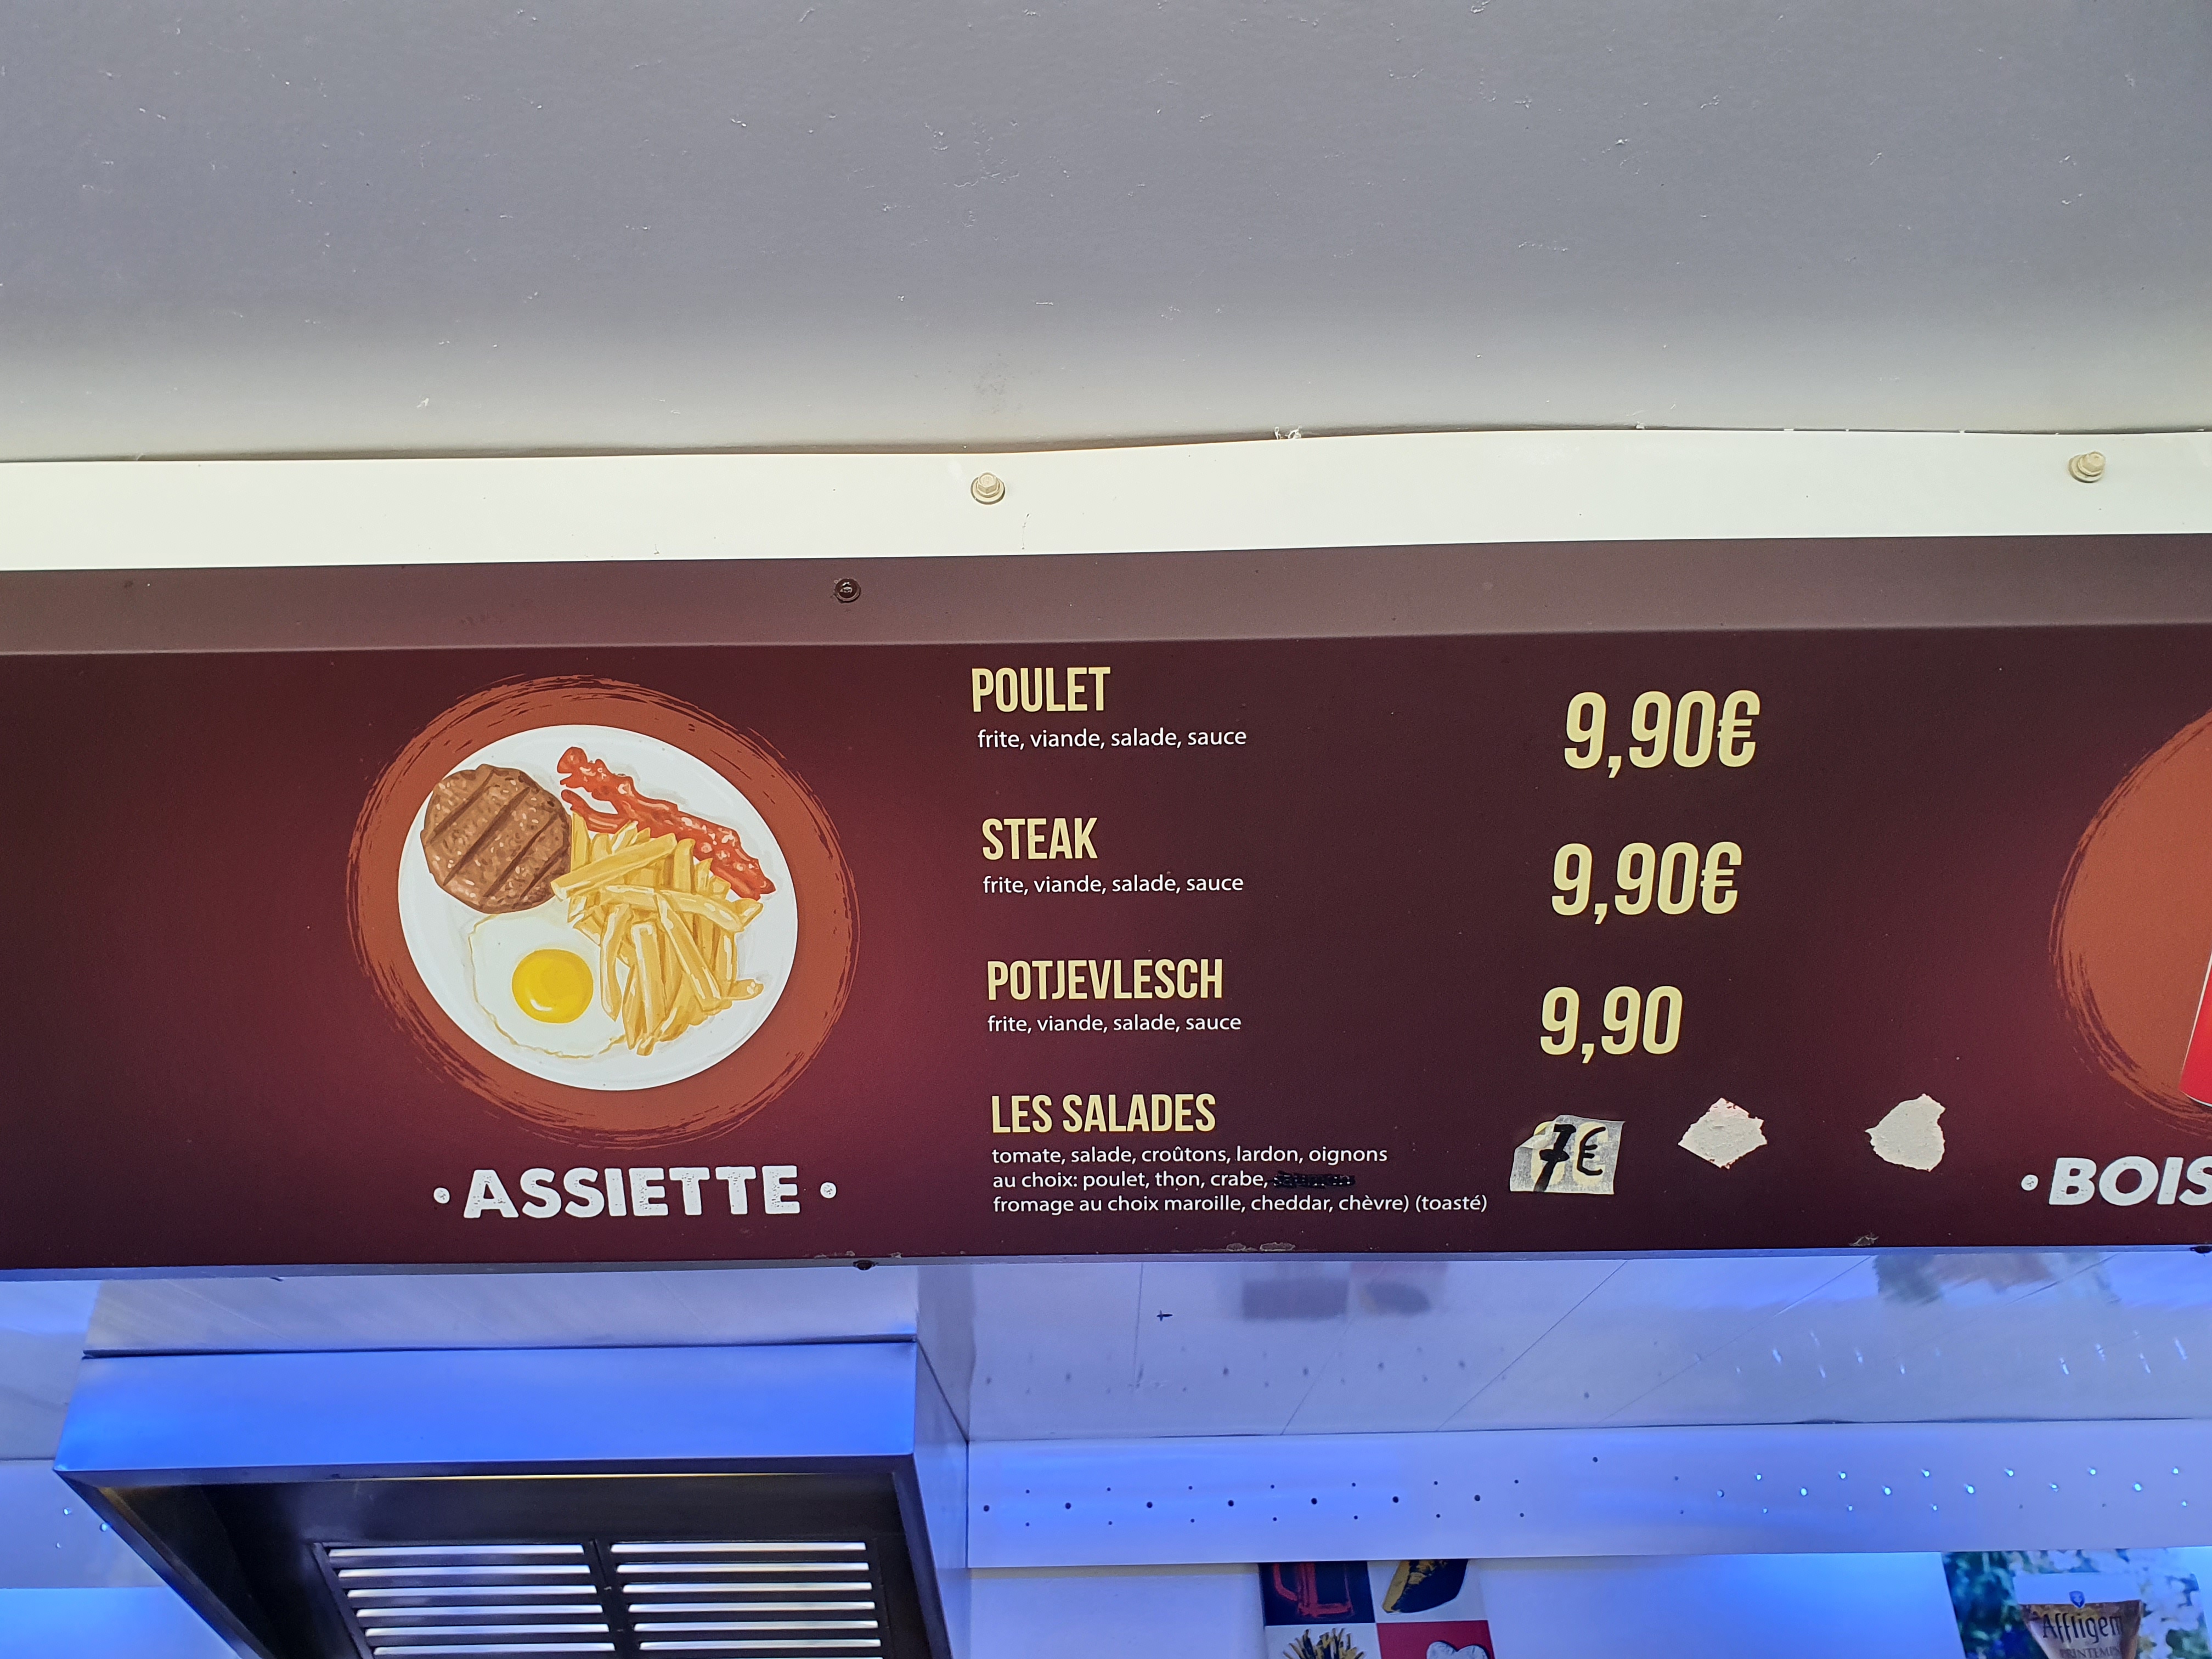 POULET
frite, viande, salade, sauce
9,90€
STEAK
frite, viande, salade, sauce
9,90€
POTJEVLESCH
frite, viande, salade, sauce
9,90
LES SALADES
tomate, salade, croûtons, lardon, oignons
au choix: poulet, thon, crabe,
fromage au choix maroille, cheddar, chèvre) (toasté)
7€
• ASSIETTE •
• BOIS
Affligem
PRINTEMPS